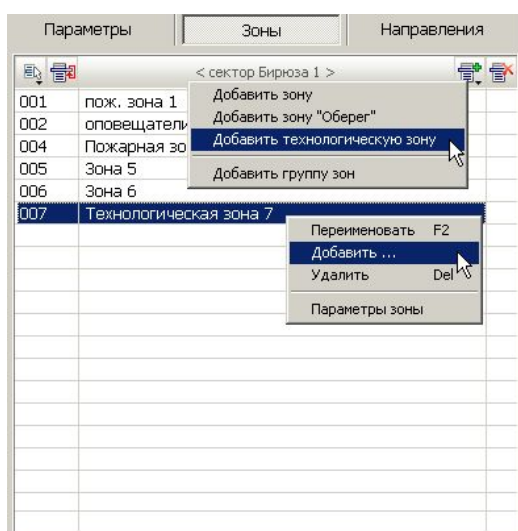 Параметры Зоны Направления
< сектор Бирюза 1 >
001 пож. зона 1
002 оповещатели
004 Пожарная зо
005 Зона 5
006 Зона 6
007 Технологическая зона 7
Добавить зону
Добавить зону "Оберег"
Добавить технологическую зону
Добавить группу зон
Переименовать F2
Добавить ...
Удалить Del
Параметры зоны